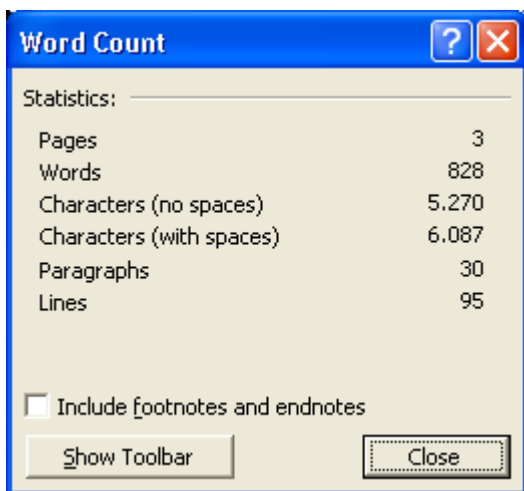 Word Count
Statistics:
Pages 3
Words 828
Characters (no spaces) 5.270
Characters (with spaces) 6.087
Paragraphs 30
Lines 95
Include footnotes and endnotes
Show Toolbar Close